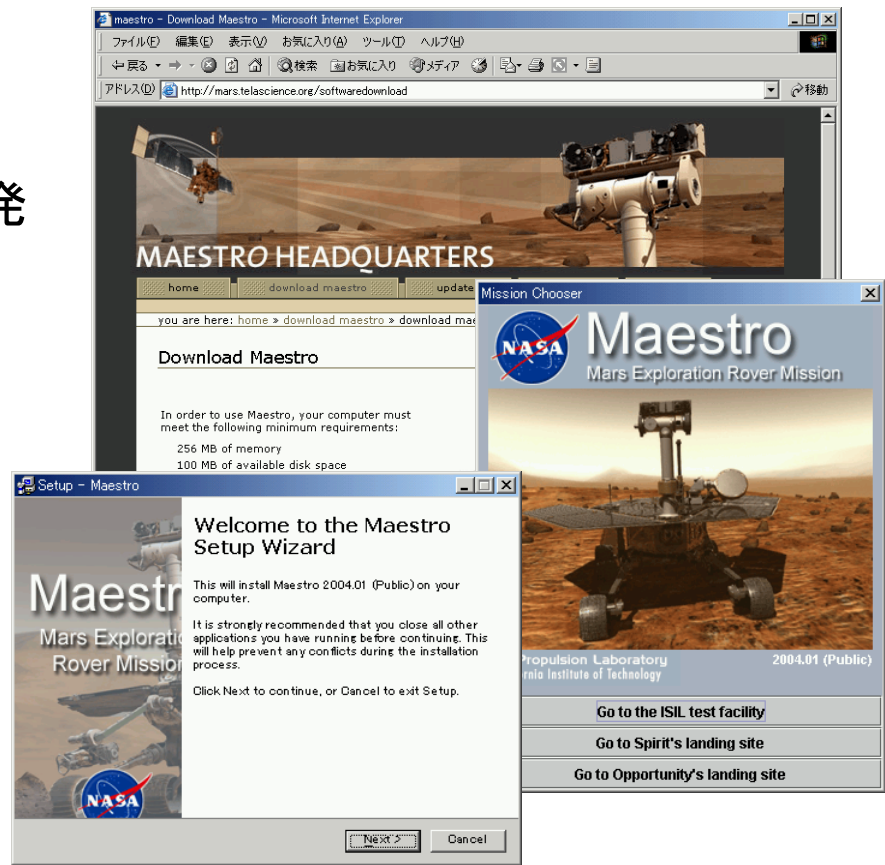 発
maestro - Download Maestro - Microsoft Internet Explorer
ファイル(F) 編集(E) 表示(V) お気に入り(A) ツール(T) ヘルプ(H)
戻る 検索 お気に入り メディア
アドレス(D) http://mars.telascience.org/softwaredownload 移動
MAESTRO HEADQUARTERS
home download maestro update
you are here: home » download maestro » download
Download Maestro
In order to use Maestro, your computer must
meet the following minimum requirements:
256 MB of memory
100 MB of available disk space
Mission Chooser
NASA
Maestro
Mars Exploration Rover Mission
Propulsion Laboratory 2004.01 (Public)
Institute of Technology
Go to the ISIL test facility
Go to Spirit's landing site
Go to Opportunity's landing site
Setup - Maestro
Maestr
Mars Explorati
Rover Mission
NASA
Welcome to the Maestro
Setup Wizard
This will install Maestro 2004.01 (Public) on your
computer.
It is strongly recommended that you close all other
applications you have running before continuing. This
will help prevent any conflicts during the installation
process.
Click Next to continue, or Cancel to exit Setup.
Next > Cancel